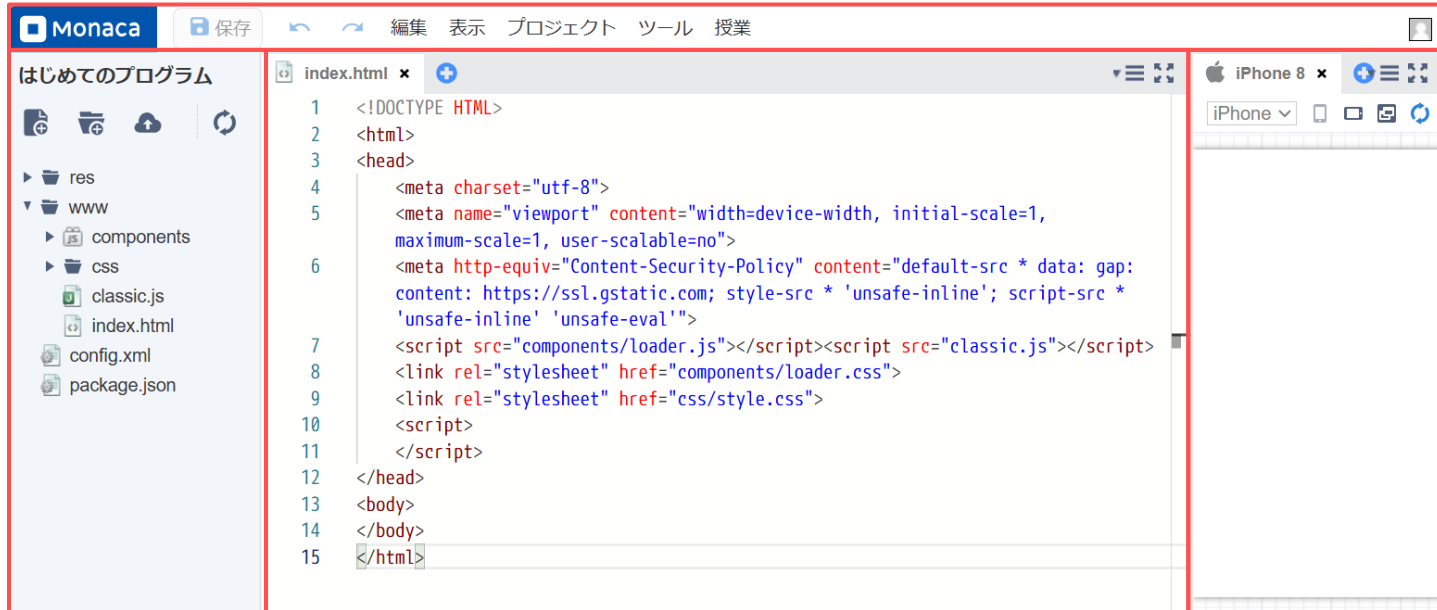 Monaca 保存 編集 表示 プロジェクト ツール 授業
はじめてのプログラム
res
www
components
css
classic.js
index.html
config.xml
package.json
index.html ×
1 <!DOCTYPE HTML>
2 <html>
3 <head>
4 <meta charset="utf-8">
5 <meta name="viewport" content="width=device-width, initial-scale=1,
maximum-scale=1, user-scalable=no">
6 <meta http-equiv="Content-Security-Policy" content="default-src * data: gap:
content: https://ssl.gstatic.com; style-src * 'unsafe-inline'; script-src *
'unsafe-inline' 'unsafe-eval'">
7 <script src="components/loader.js"></script><script src="classic.js"></script>
8 <link rel="stylesheet" href="components/loader.css">
9 <link rel="stylesheet" href="css/style.css">
10 <script>
11 </script>
12 </head>
13 <body>
14 </body>
15 </html>
iPhone 8 ×
iPhone